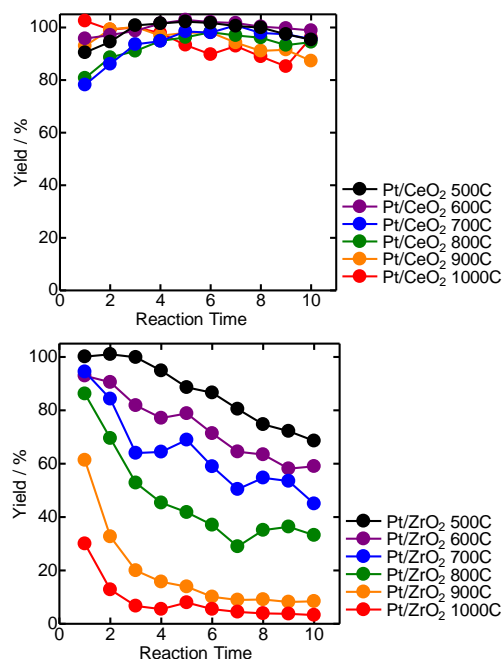 100
80
60
40
20
0
Yield / %
0 2 4 6 8 10
Reaction Time
Pt/CeO₂ 500C
Pt/CeO₂ 600C
Pt/CeO₂ 700C
Pt/CeO₂ 800C
Pt/CeO₂ 900C
Pt/CeO₂ 1000C
100
80
60
40
20
0
Yield / %
0 2 4 6 8 10
Reaction Time
Pt/ZrO₂ 500C
Pt/ZrO₂ 600C
Pt/ZrO₂ 700C
Pt/ZrO₂ 800C
Pt/ZrO₂ 900C
Pt/ZrO₂ 1000C